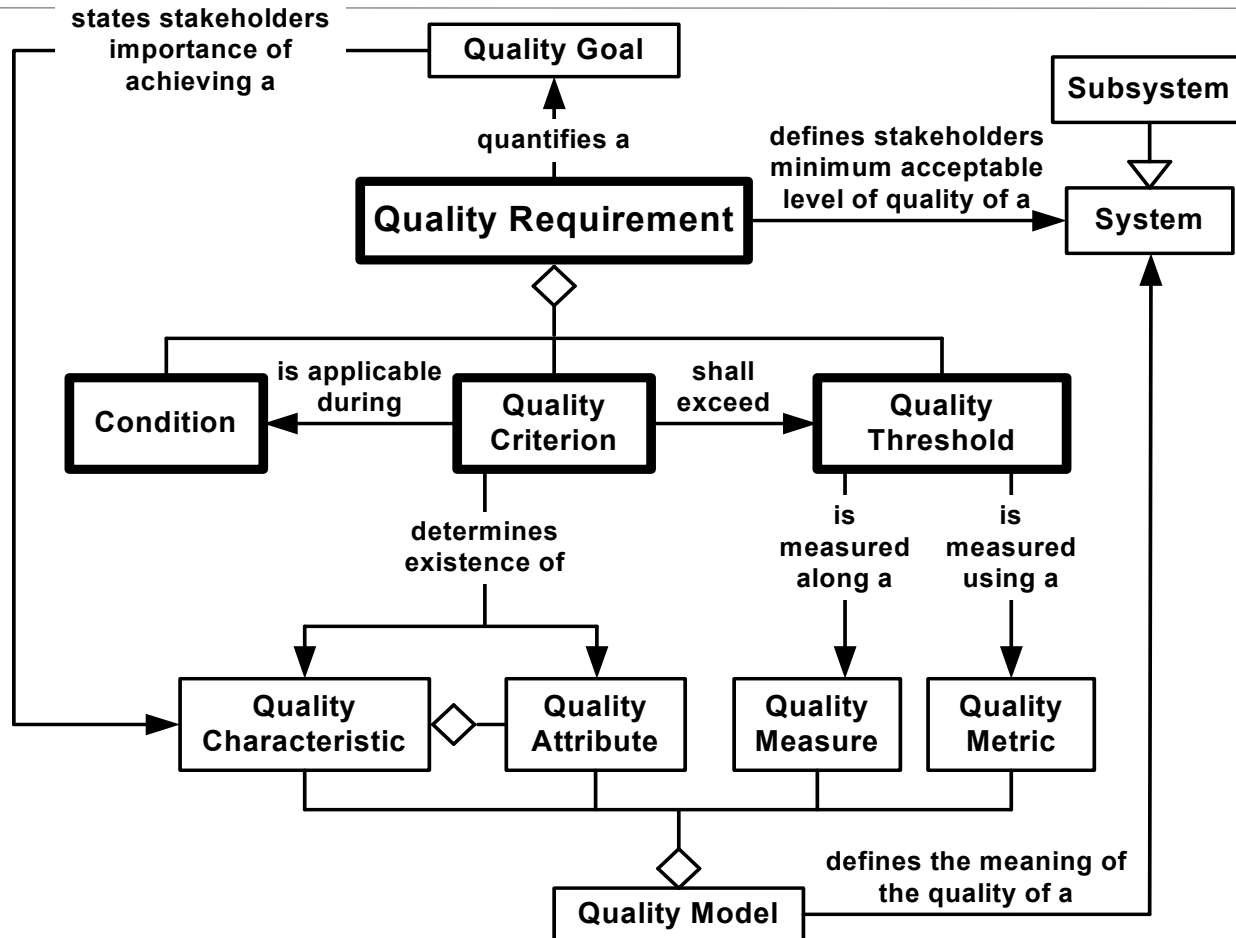 states stakeholders
importance of
achieving a
Quality Goal
Subsystem
quantifies a
defines stakeholders
minimum acceptable
level of quality of a
Quality Requirement
System
is applicable
during
shall
exceed
Condition
Quality
Criterion
Quality
Threshold
determines
existence of
is
measured
along a
is
measured
using a
Quality
Characteristic
Quality
Attribute
Quality
Measure
Quality
Metric
defines the meaning of
the quality of a
Quality Model